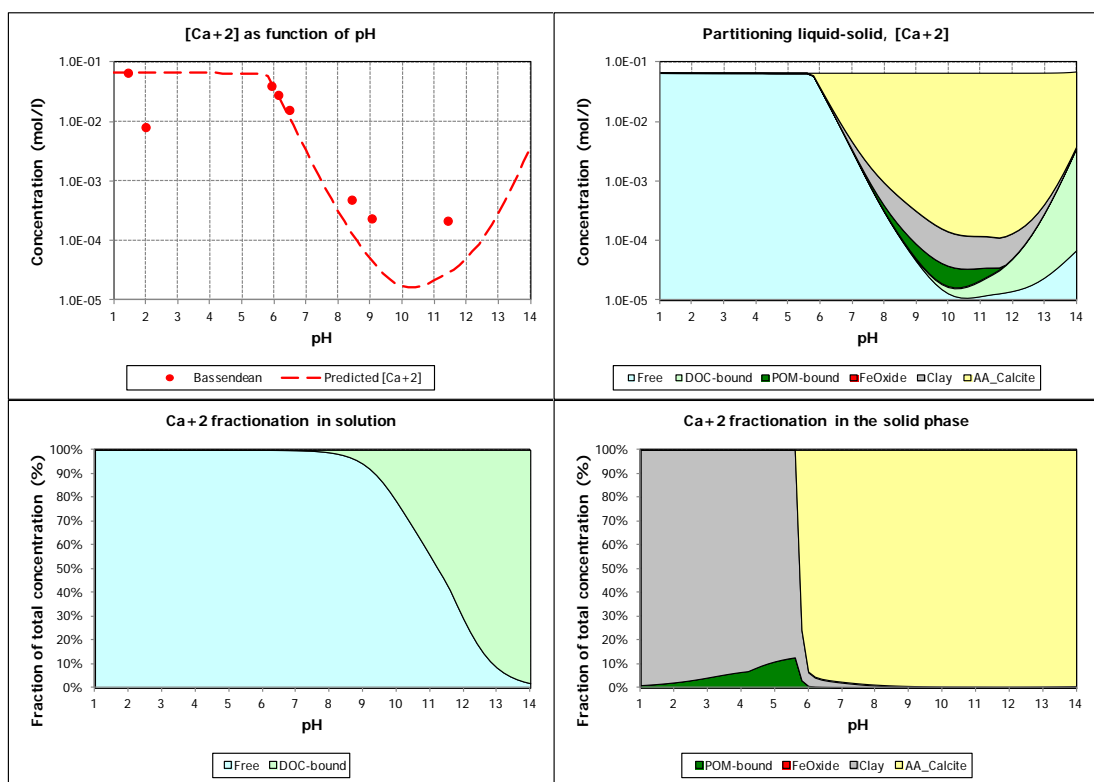 [Ca+2] as function of pH
Concentration (mol/l)
1.0E-01
1.0E-02
1.0E-03
1.0E-04
1.0E-05
1 2 3 4 5 6 7 8 9 10 11 12 13 14
pH
Bassendean Predicted [Ca+2]
Partitioning liquid-solid, [Ca+2]
Concentration (mol/l)
1.0E-01
1.0E-02
1.0E-03
1.0E-04
1.0E-05
1 2 3 4 5 6 7 8 9 10 11 12 13 14
pH
Free DOC-bound POM-bound FeOxide Clay AA_Calcite
Ca+2 fractionation in solution
Fraction of total concentration (%)
100%
90%
80%
70%
60%
50%
40%
30%
20%
10%
0%
1 2 3 4 5 6 7 8 9 10 11 12 13 14
pH
Free DOC-bound
Ca+2 fractionation in the solid phase
Fraction of total concentration (%)
100%
90%
80%
70%
60%
50%
40%
30%
20%
10%
0%
1 2 3 4 5 6 7 8 9 10 11 12 13 14
pH
POM-bound FeOxide Clay AA_Calcite